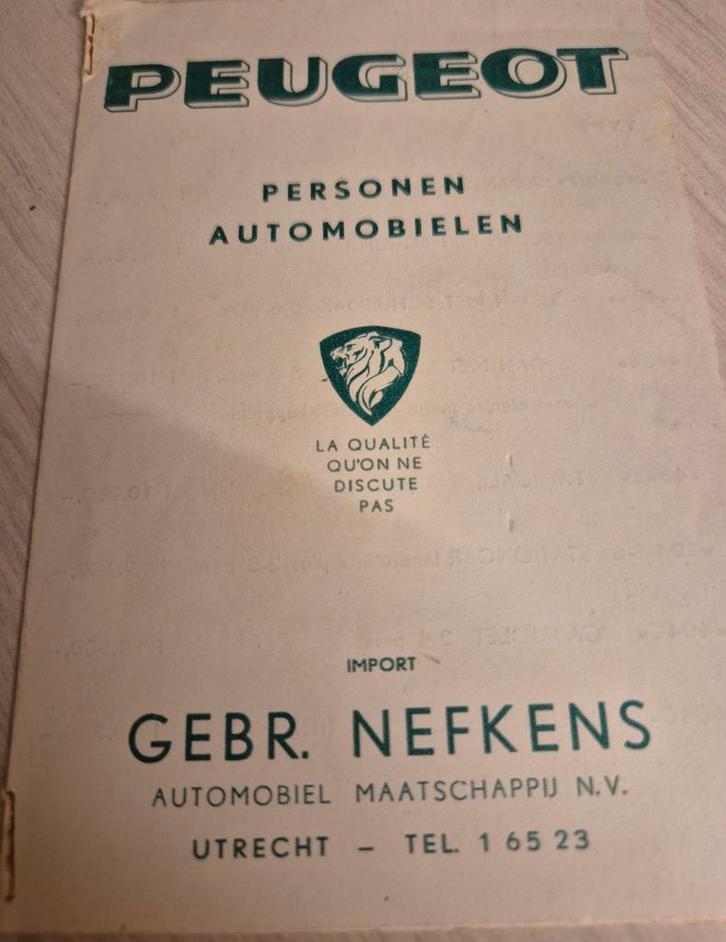 PEUGEOT
PERSONEN
AUTOMOBIELEN
LA QUALITÉ
QU'ON NE
DISCUTE
PAS
IMPORT
GEBR. NEFKENS
AUTOMOBIEL MAATSCHAPPIJ N.V.
UTRECHT – TEL. 1 65 23